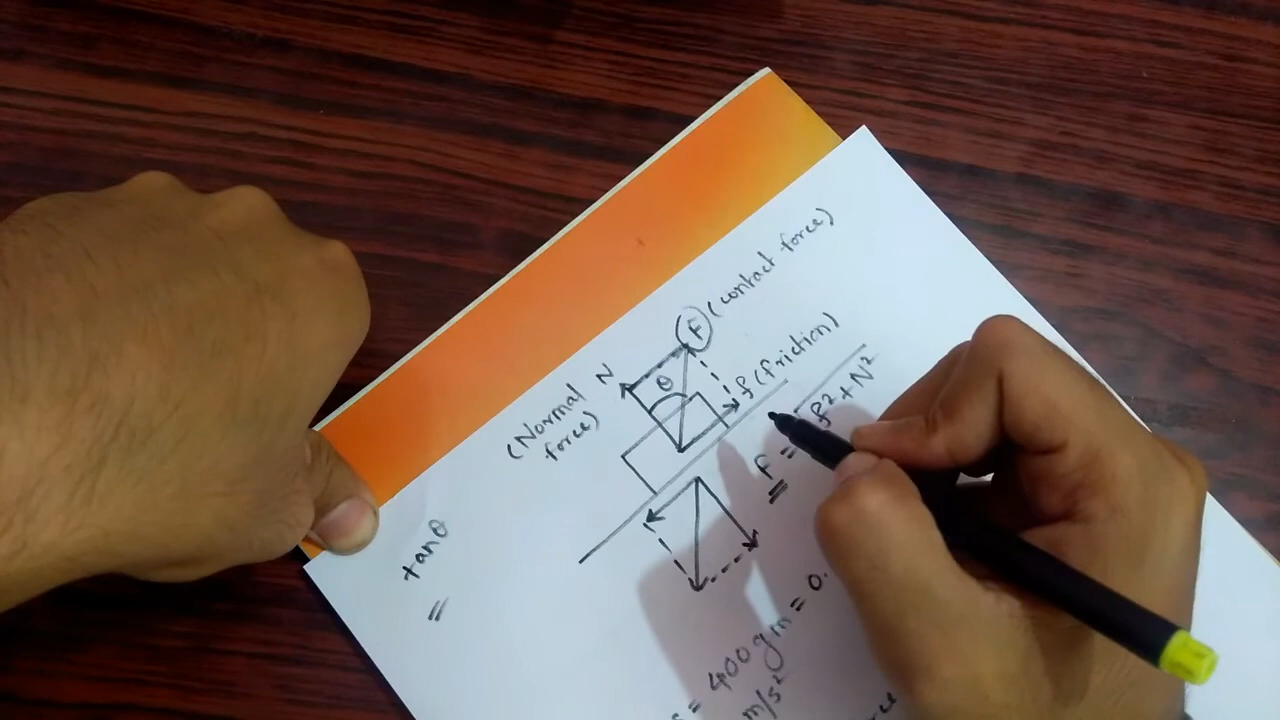 F (contact force)
N
(Normal
force)
θ
f (friction)
F = f² + N²
tanθ
=
= 400 gm = 0.
m/s²